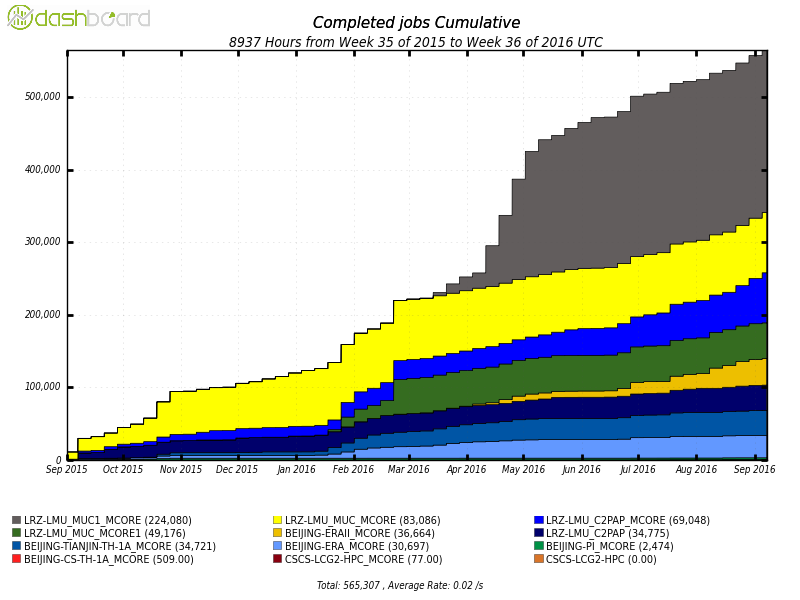 dashboard
Completed jobs Cumulative
8937 Hours from Week 35 of 2015 to Week 36 of 2016 UTC
500,000
400,000
300,000
200,000
100,000
0
Sep 2015 Oct 2015 Nov 2015 Dec 2015 Jan 2016 Feb 2016 Mar 2016 Apr 2016 May 2016 Jun 2016 Jul 2016 Aug 2016 Sep 2016
LRZ-LMU_MUC1_MCORE (224,080) LRZ-LMU_MUC_MCORE (83,086) LRZ-LMU_C2PAP_MCORE (69,048)
LRZ-LMU_MUC_MCORE1 (49,176) BEIJING-ERAII_MCORE (36,664) LRZ-LMU_C2PAP (34,775)
BEIJING-TIANJIN-TH-1A_MCORE (34,721) BEIJING-ERA_MCORE (30,697) BEIJING-PI_MCORE (2,474)
BEIJING-CS-TH-1A_MCORE (509.00) CSCS-LCG2-HPC_MCORE (77.00) CSCS-LCG2-HPC (0.00)
Total: 565,307 , Average Rate: 0.02 /s